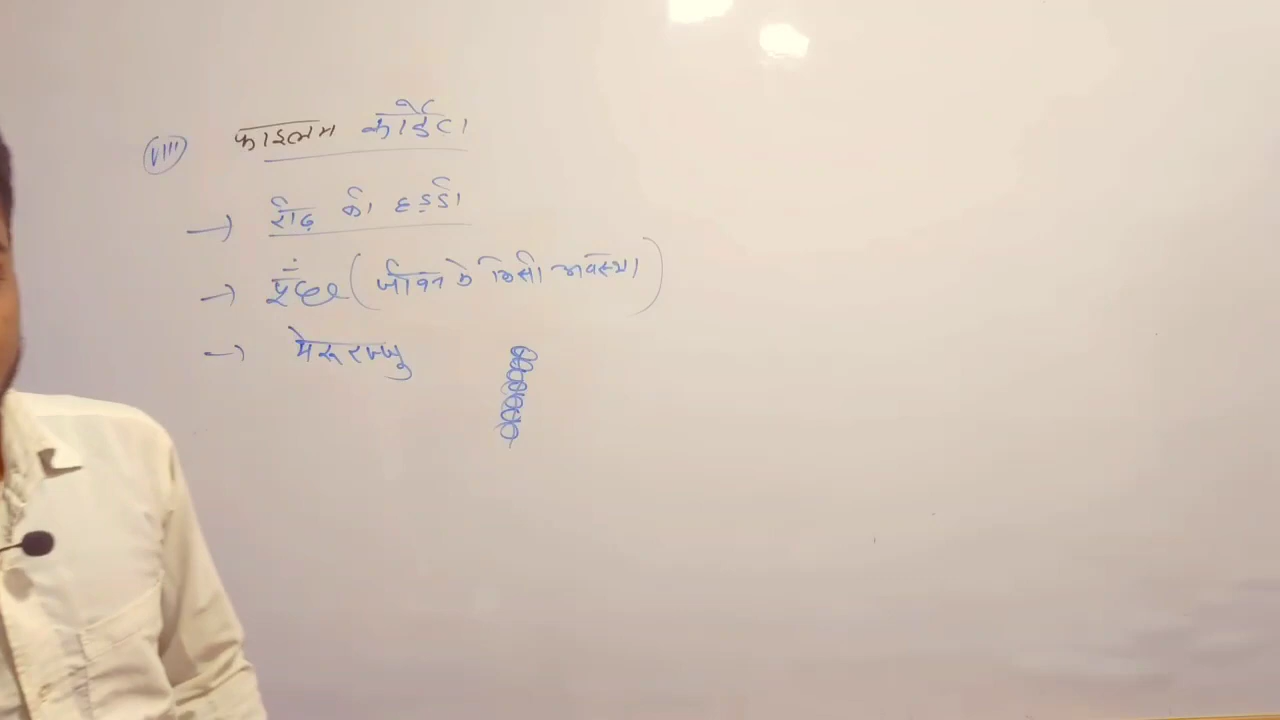 VIII फाइलम कॉर्डेटा
→ रीढ़ की हड्डी
→ पूँछ (जीवन के किसी अवस्था)
→ मेरूरज्जु